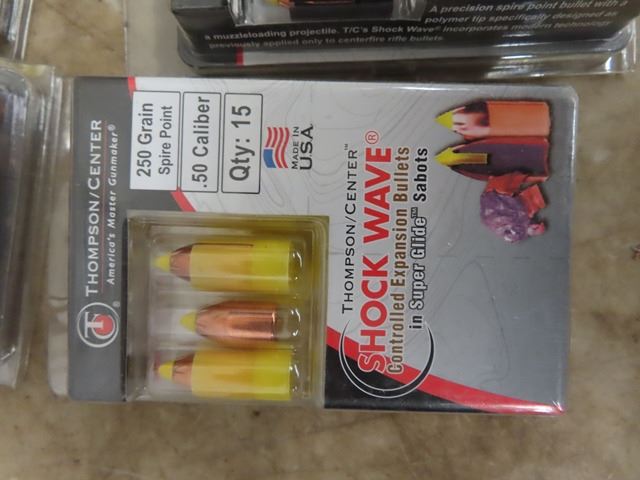 A precision spire point bullet with a
polymer tip specifically designed as
a muzzleloading projectile. T/C's Shock Wave® incorporates modern technology
previously applied only to centerfire rifle bullets.
THOMPSON/CENTER
America's Master Gunmaker®
250 Grain
Spire Point
.50 Caliber
Qty: 15
MADE IN
U.S.A.
THOMPSON/CENTER™
SHOCK WAVE®
Controlled Expansion Bullets
in Super Glide™ Sabots